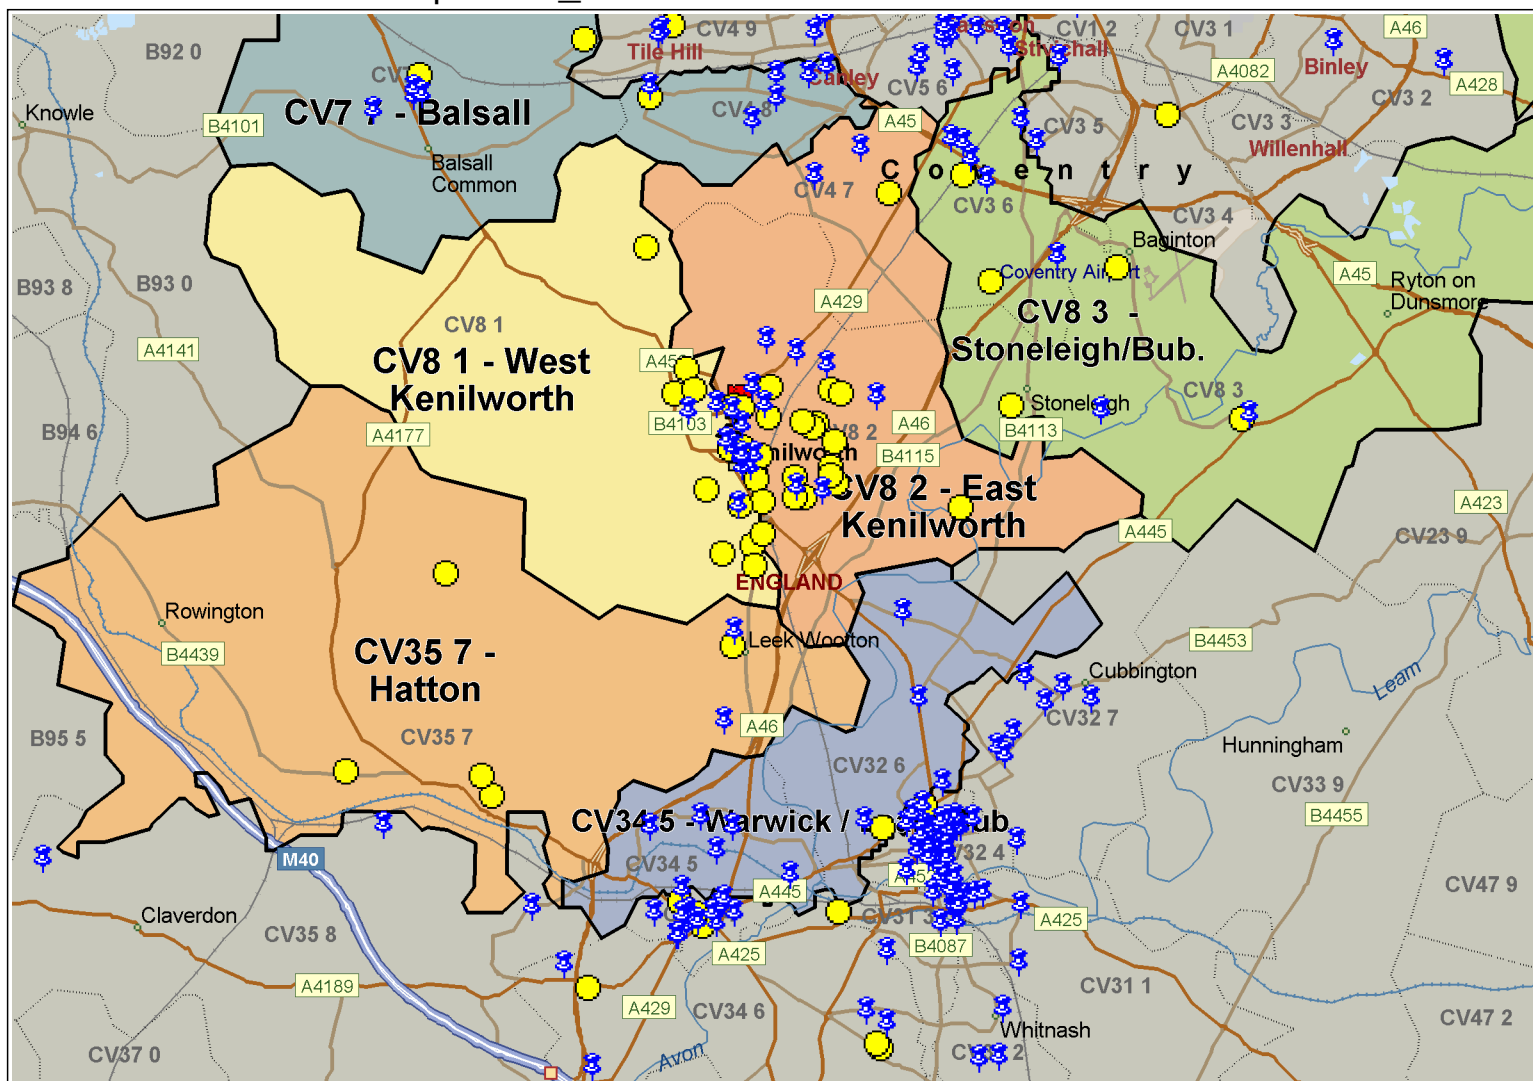 CV4 9
CV1 2
CV3 1
A46
B92 0
Tile Hill
Binley
A4082
A428
Canley
CV5 6
CV3 2
Knowle
B4101
CV7 7 - Balsall
CV4 8
A45
CV3 5
CV3 3
Willenhall
Balsall
Common
CV4 7
CV3 6
CV3 4
Baginton
B93 8
B93 0
Coventry Airport
A45
Ryton on
Dunsmore
A429
CV8 1
CV8 3 -
Stoneleigh/Bub.
A4141
CV8 1 - West
Kenilworth
CV8 3
Stoneleigh
B4103
B94 6
A4177
A46
B4113
B4115
CV8 2 - East
Kenilworth
A423
A445
CV23 9
ENGLAND
Rowington
B4439
Leek Wootton
B4453
CV35 7 -
Hatton
Cubbington
Leam
CV32 7
B95 5
CV35 7
A46
Hunningham
CV32 6
CV33 9
B4455
CV34 5 - Warwick /
M40
CV34 5
A445
CV47 9
Claverdon
CV35 8
CV31 3
A425
A425
B4087
A4189
CV31 1
A429
CV34 6
Whitnash
CV47 2
CV37 0
Avon